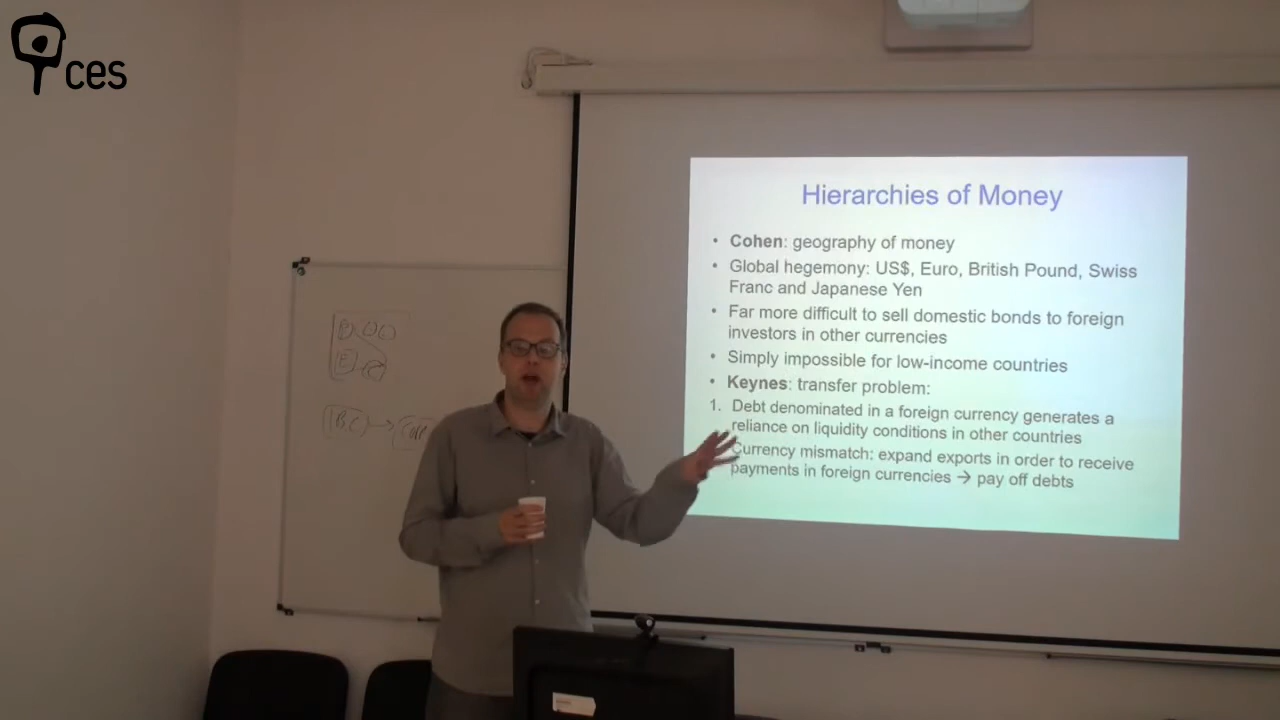 ces
Hierarchies of Money
• Cohen: geography of money
• Global hegemony: US$, Euro, British Pound, Swiss
Franc and Japanese Yen
• Far more difficult to sell domestic bonds to foreign
investors in other currencies
• Simply impossible for low-income countries
• Keynes: transfer problem:
1. Debt denominated in a foreign currency generates a
reliance on liquidity conditions in other countries
Currency mismatch: expand exports in order to receive
payments in foreign currencies → pay off debts